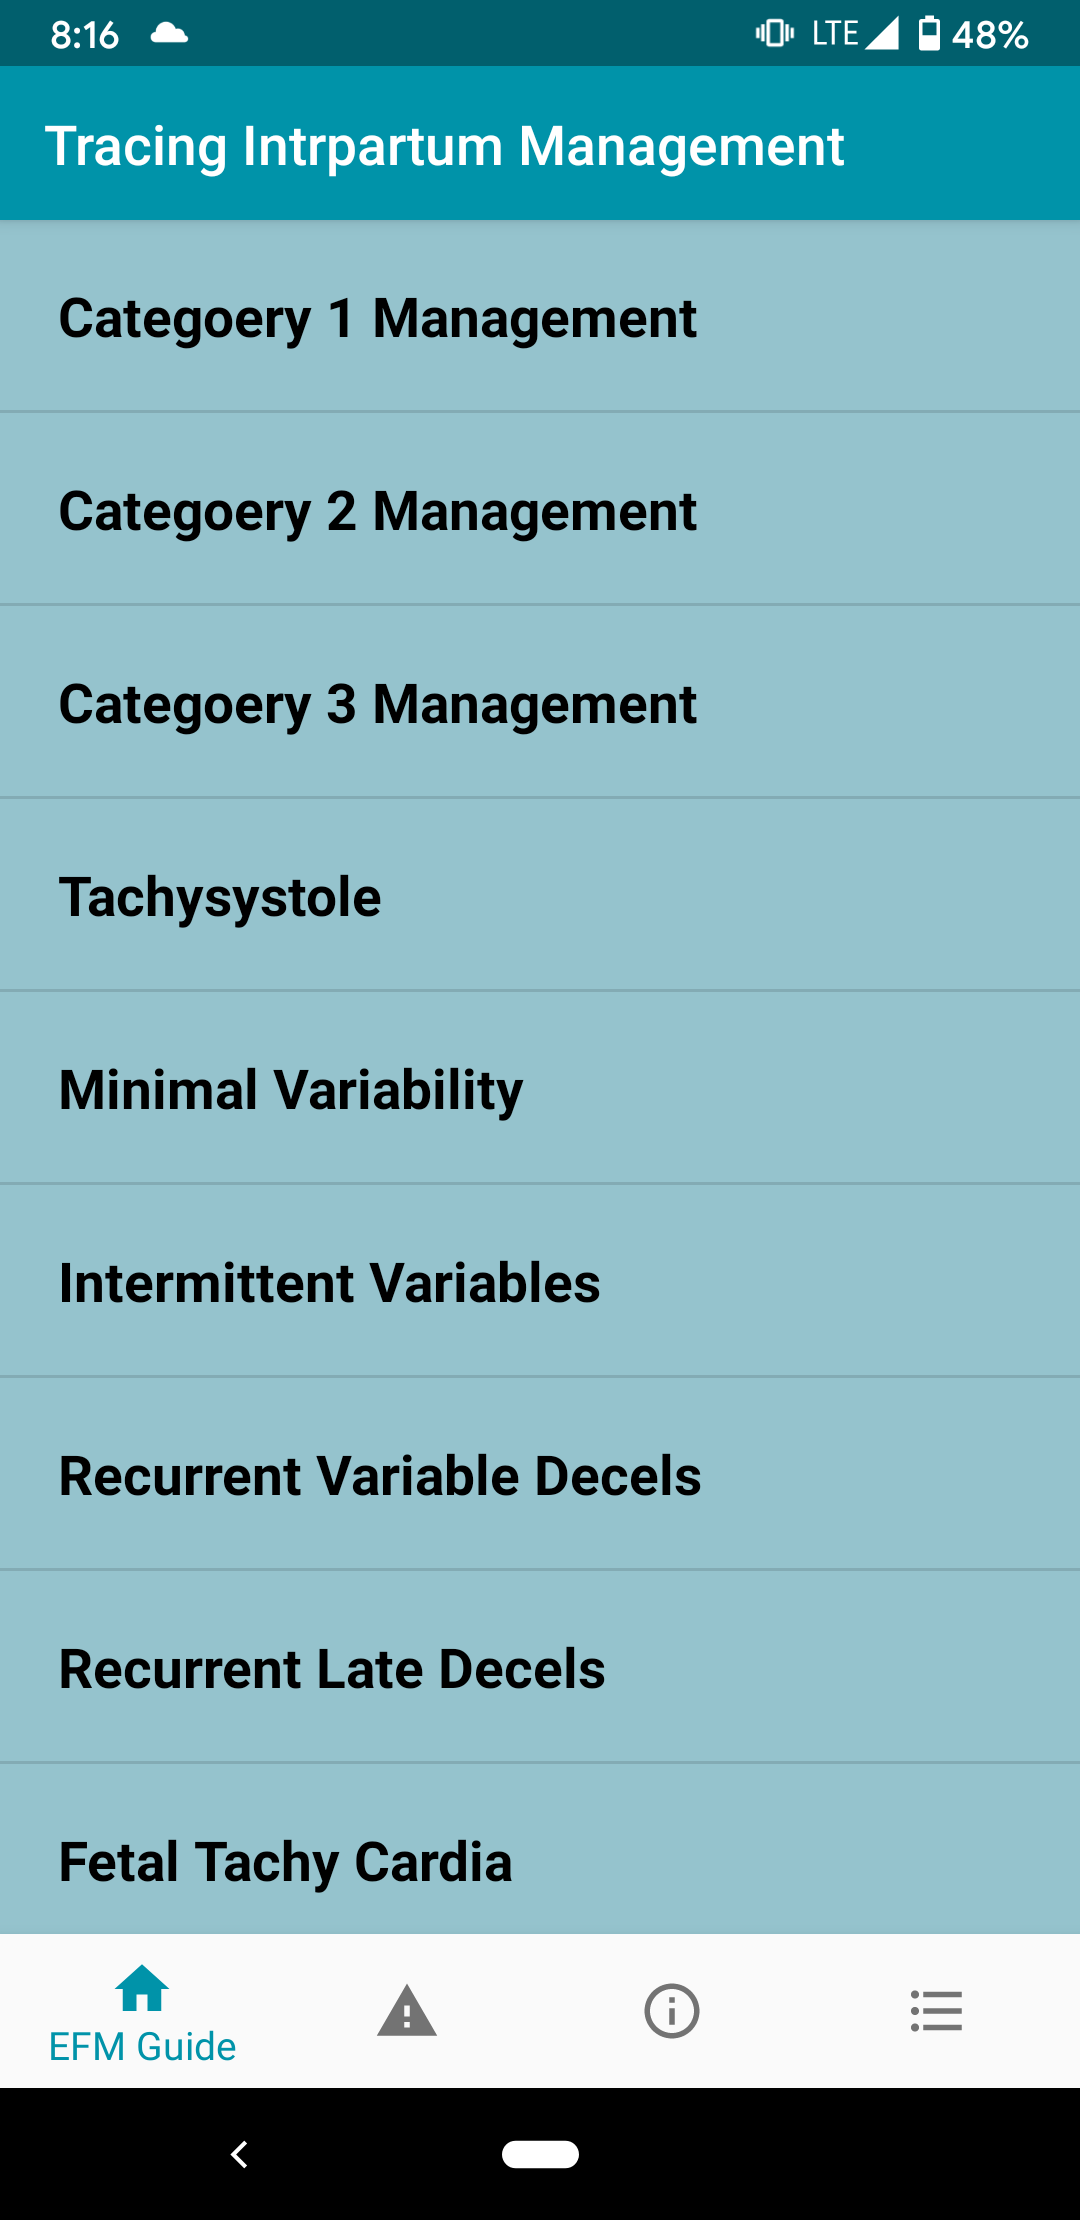 8:16 LTE 48%
Tracing Intrpartum Management
Categoery 1 Management
Categoery 2 Management
Categoery 3 Management
Tachysystole
Minimal Variability
Intermittent Variables
Recurrent Variable Decels
Recurrent Late Decels
Fetal Tachy Cardia
EFM Guide